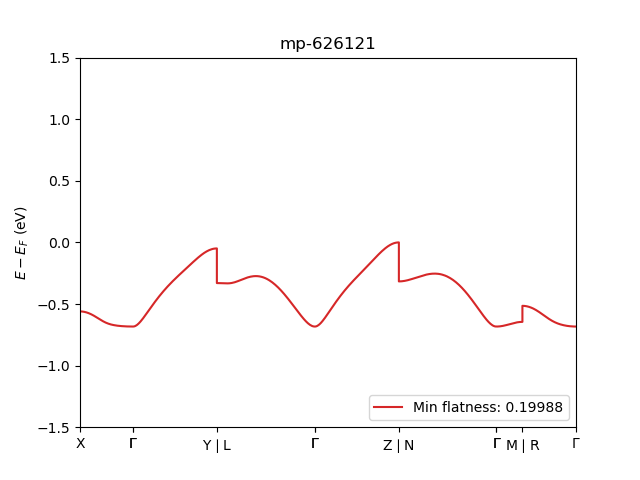 mp-626121
1.5
1.0
0.5
0.0
−0.5
−1.0
−1.5
E − E_F (eV)
Min flatness: 0.19988
X Γ Y | L Γ Z | N Γ M | R Γ